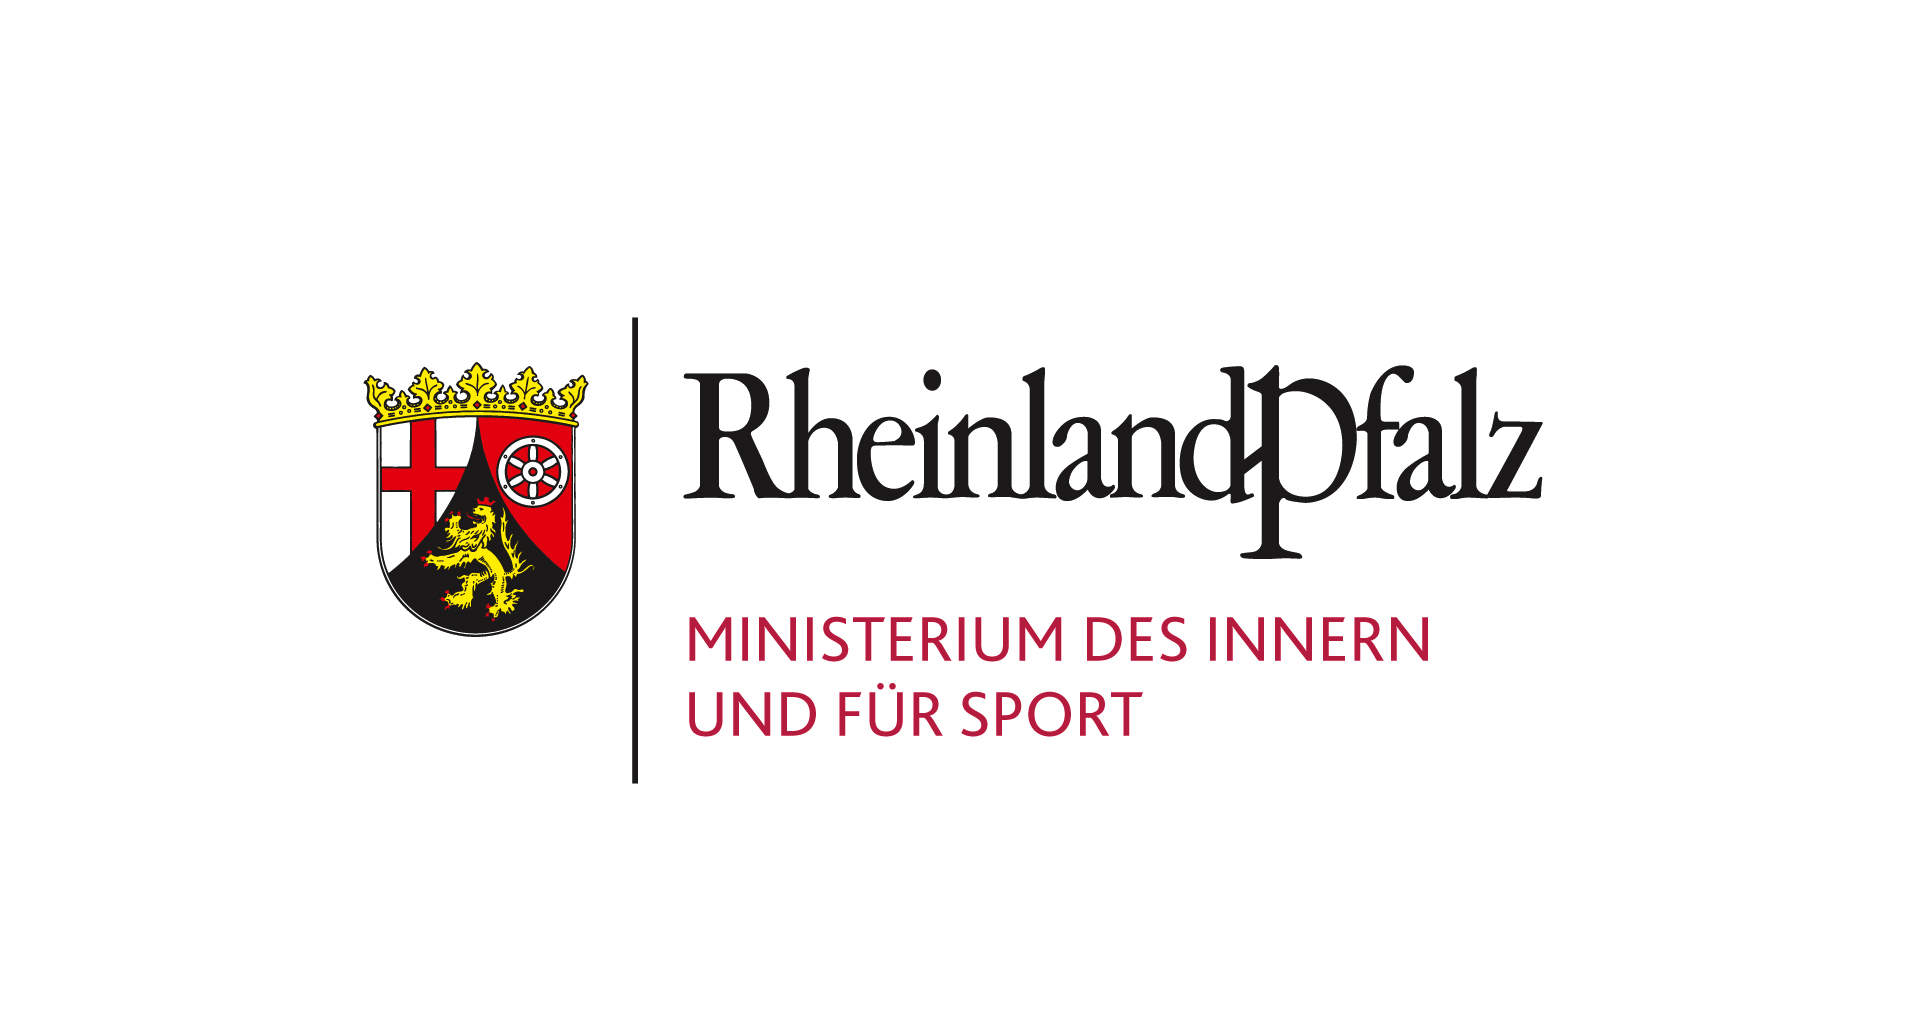 RheinlandPfalz
MINISTERIUM DES INNERN
UND FÜR SPORT